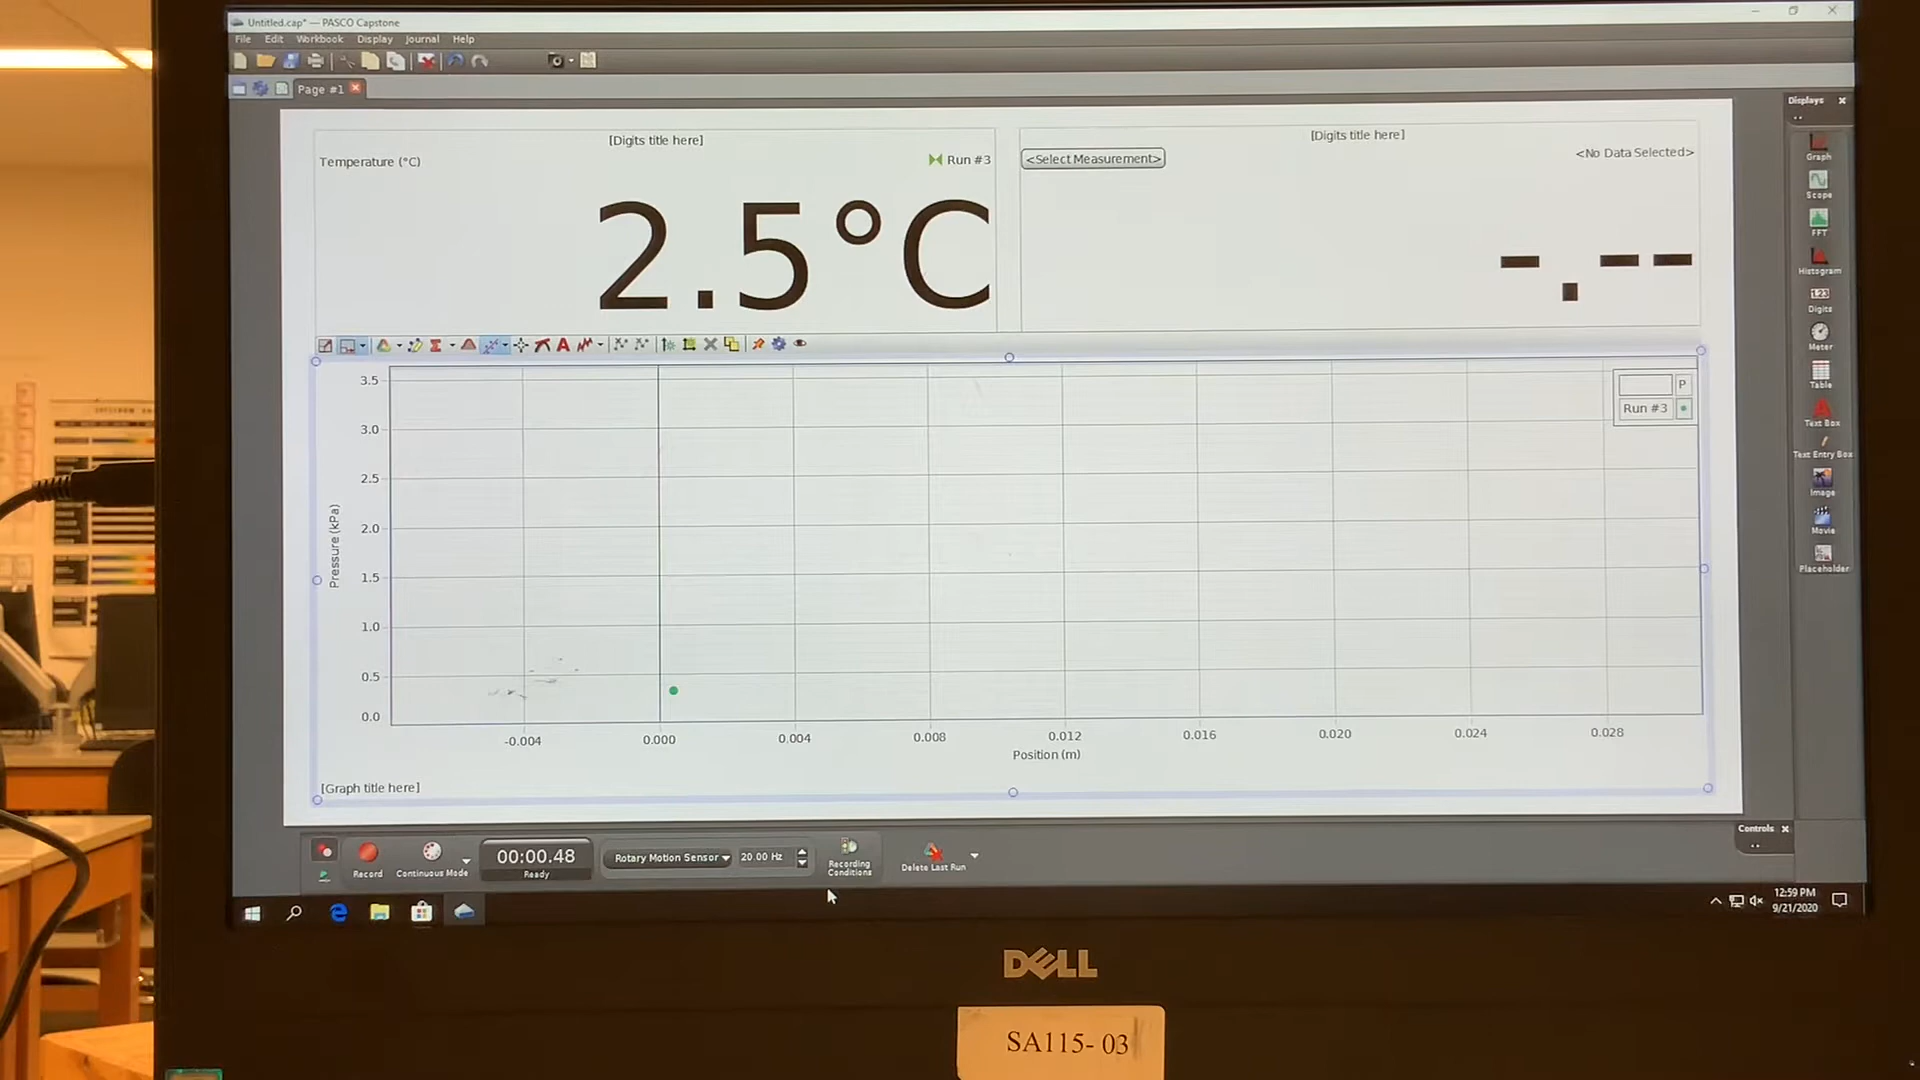 Untitled.cap* — PASCO Capstone
File Edit Workbook Display Journal Help
Page #1
Displays
[Digits title here]
Temperature (°C)
Run #3
2.5°C
[Digits title here]
<Select Measurement>
<No Data Selected>
-.--
Graph
Scope
FFT
Histogram
1.23
Digits
Meter
Table
Text Box
Text Entry Box
Image
Movie
Placeholder
P
Run #3
3.5
3.0
2.5
2.0
1.5
1.0
0.5
0.0
Pressure (kPa)
-0.004 0.000 0.004 0.008 0.012 0.016 0.020 0.024 0.028
Position (m)
[Graph title here]
Controls
Record
Continuous Mode
00:00.48
Ready
Rotary Motion Sensor
20.00 Hz
Recording
Conditions
Delete Last Run
12:59 PM
9/21/2020
DELL
SA115-03